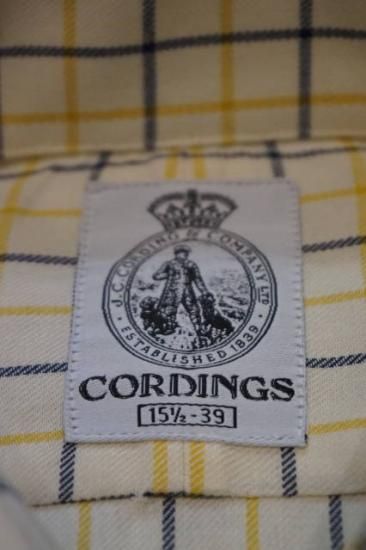 J.C. CORDING & COMPANY LTD
· ESTABLISHED 1839 ·
CORDINGS
15½-39